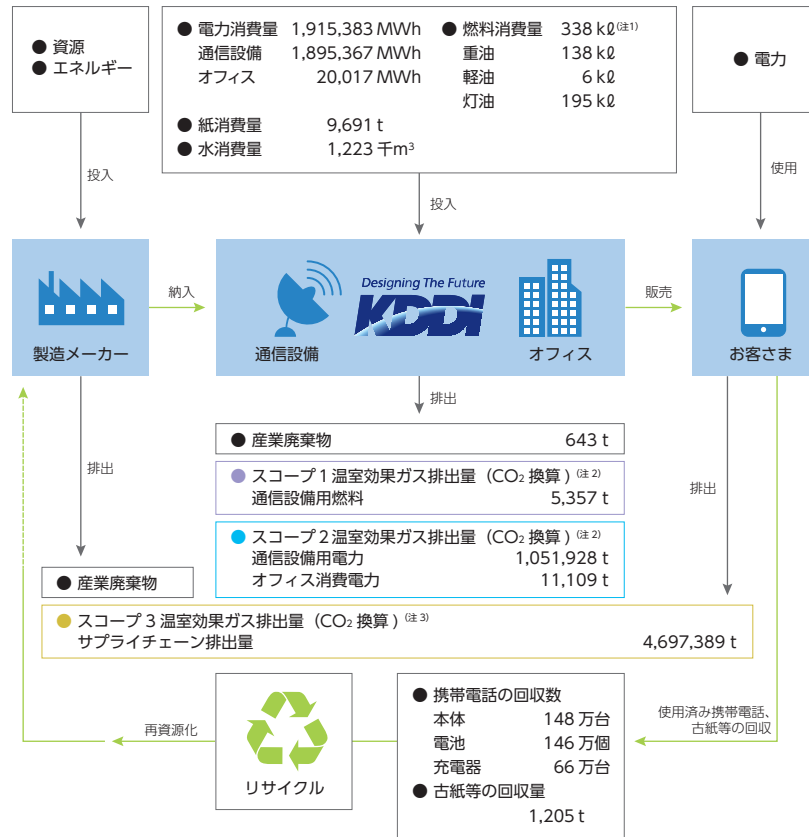 ● 資源
● エネルギー
● 電力消費量 1,915,383 MWh
通信設備 1,895,367 MWh
オフィス 20,017 MWh
● 紙消費量 9,691 t
● 水消費量 1,223 千m³
● 燃料消費量 338 kℓ(注1)
重油 138 kℓ
軽油 6 kℓ
灯油 195 kℓ
● 電力
投入
投入
使用
製造メーカー
納入
Designing The Future
KDDI
通信設備
オフィス
販売
お客さま
排出
排出
排出
● 産業廃棄物 643 t
● スコープ1温室効果ガス排出量（CO₂ 換算）(注2)
通信設備用燃料 5,357 t
● スコープ2温室効果ガス排出量（CO₂ 換算）(注2)
通信設備用電力 1,051,928 t
オフィス消費電力 11,109 t
● 産業廃棄物
● スコープ3温室効果ガス排出量（CO₂ 換算）(注3)
サプライチェーン排出量 4,697,389 t
再資源化
リサイクル
● 携帯電話の回収数
本体 148 万台
電池 146 万個
充電器 66 万台
● 古紙等の回収量
1,205 t
使用済み携帯電話、
古紙等の回収